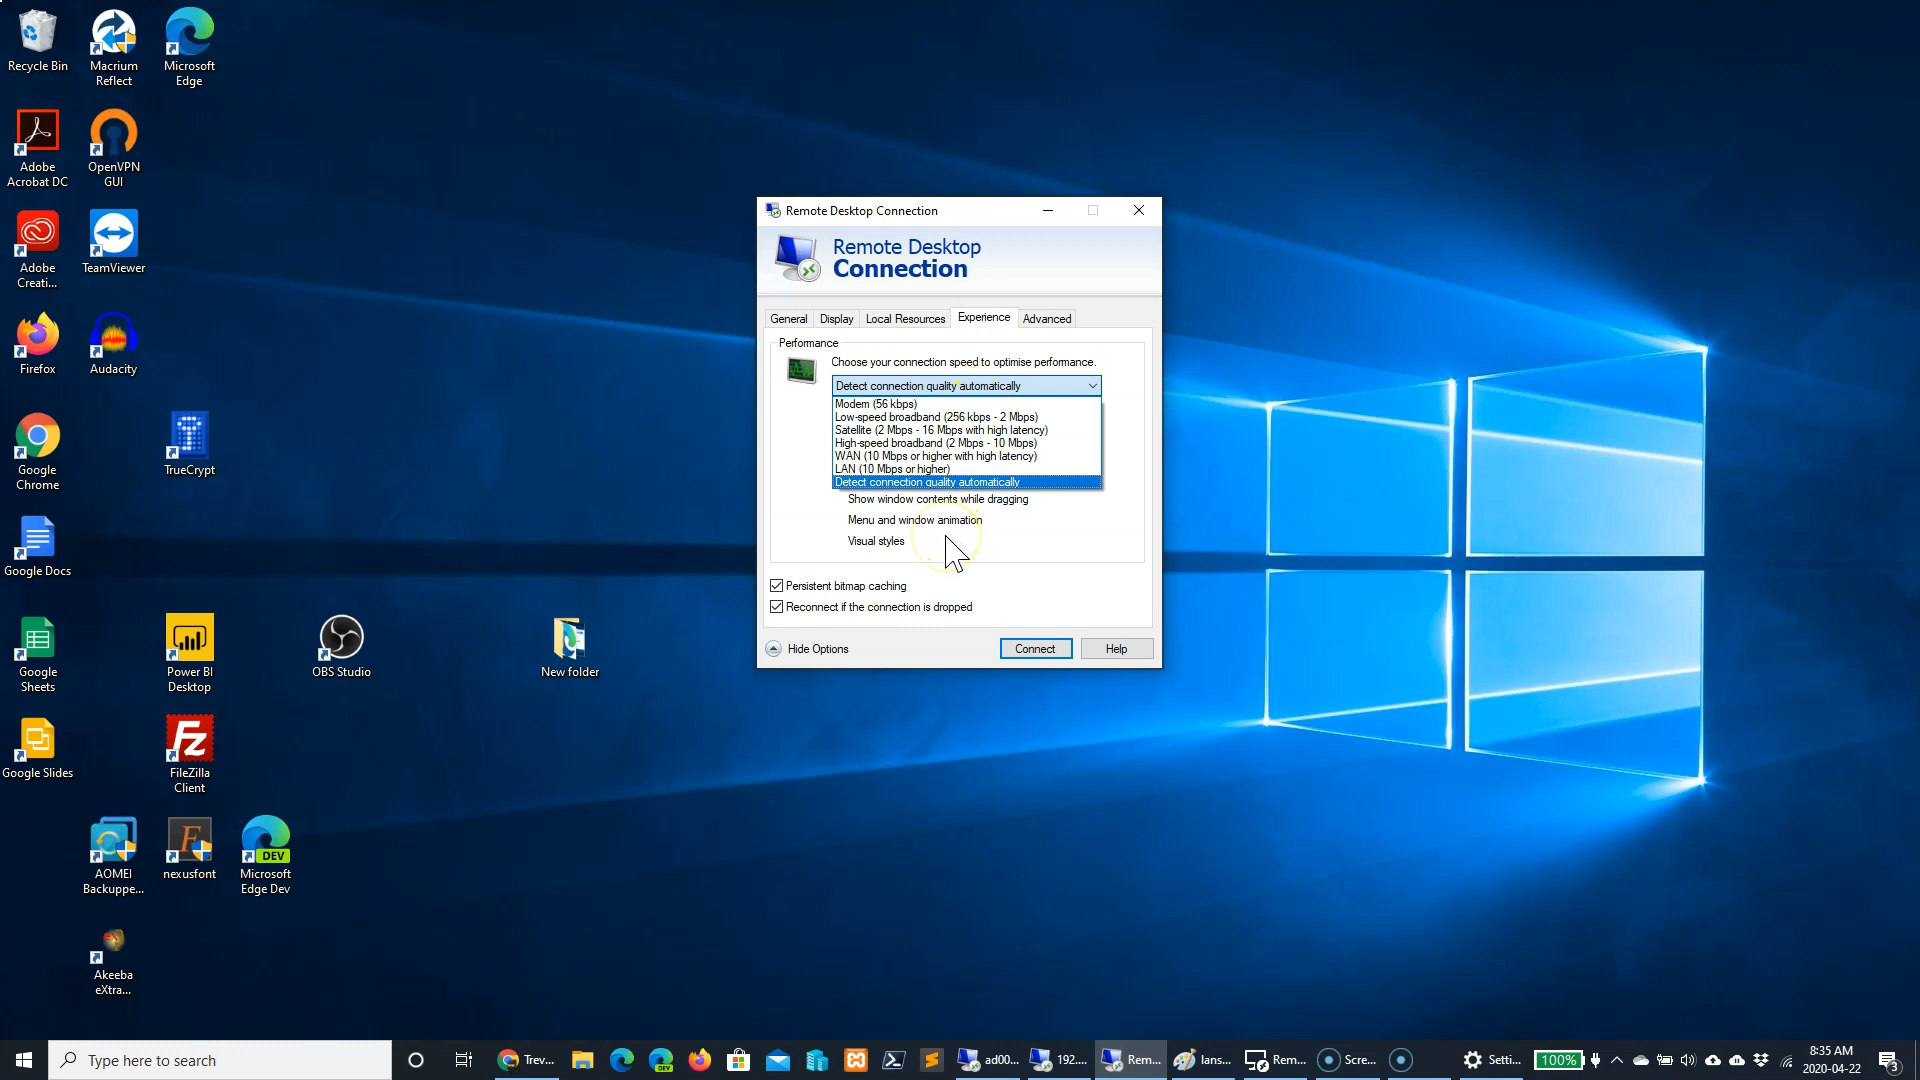 Recycle Bin
Macrium
Reflect
Microsoft
Edge
Adobe
Acrobat DC
OpenVPN
GUI
Adobe
Creati...
TeamViewer
Firefox
Audacity
Google
Chrome
TrueCrypt
Google Docs
Google
Sheets
Power BI
Desktop
OBS Studio
New folder
Google Slides
Fz
FileZilla
Client
AOMEI
Backuppe...
F
nexusfont
DEV
Microsoft
Edge Dev
Akeeba
eXtra...
Remote Desktop Connection
Remote Desktop
Connection
General
Display
Local Resources
Experience
Advanced
Performance
Choose your connection speed to optimise performance.
Detect connection quality automatically
Modem (56 kbps)
Low-speed broadband (256 kbps - 2 Mbps)
Satellite (2 Mbps - 16 Mbps with high latency)
High-speed broadband (2 Mbps - 10 Mbps)
WAN (10 Mbps or higher with high latency)
LAN (10 Mbps or higher)
Detect connection quality automatically
Show window contents while dragging
Menu and window animation
Visual styles
Persistent bitmap caching
Reconnect if the connection is dropped
Hide Options
Connect
Help
Type here to search
Trev...
DEV
ad00...
192....
Rem...
lans...
Rem...
Scre...
Setti...
100%
8:35 AM
2020-04-22
3